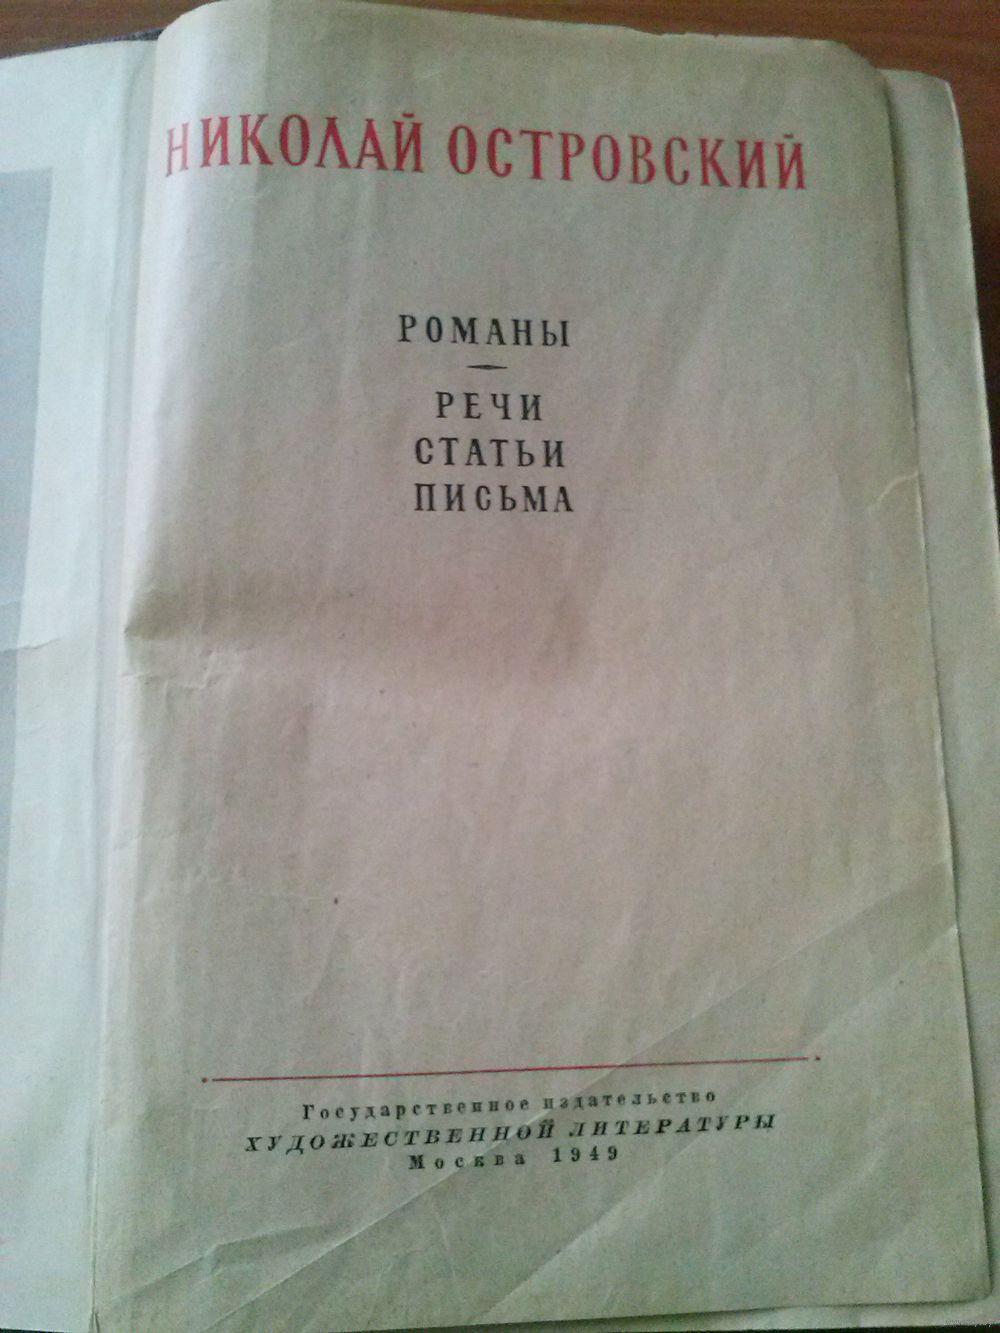 НИКОЛАЙ ОСТРОВСКИЙ
РОМАНЫ
РЕЧИ
СТАТЬИ
ПИСЬМА
Государственное издательство
ХУДОЖЕСТВЕННОЙ ЛИТЕРАТУРЫ
Москва 1949